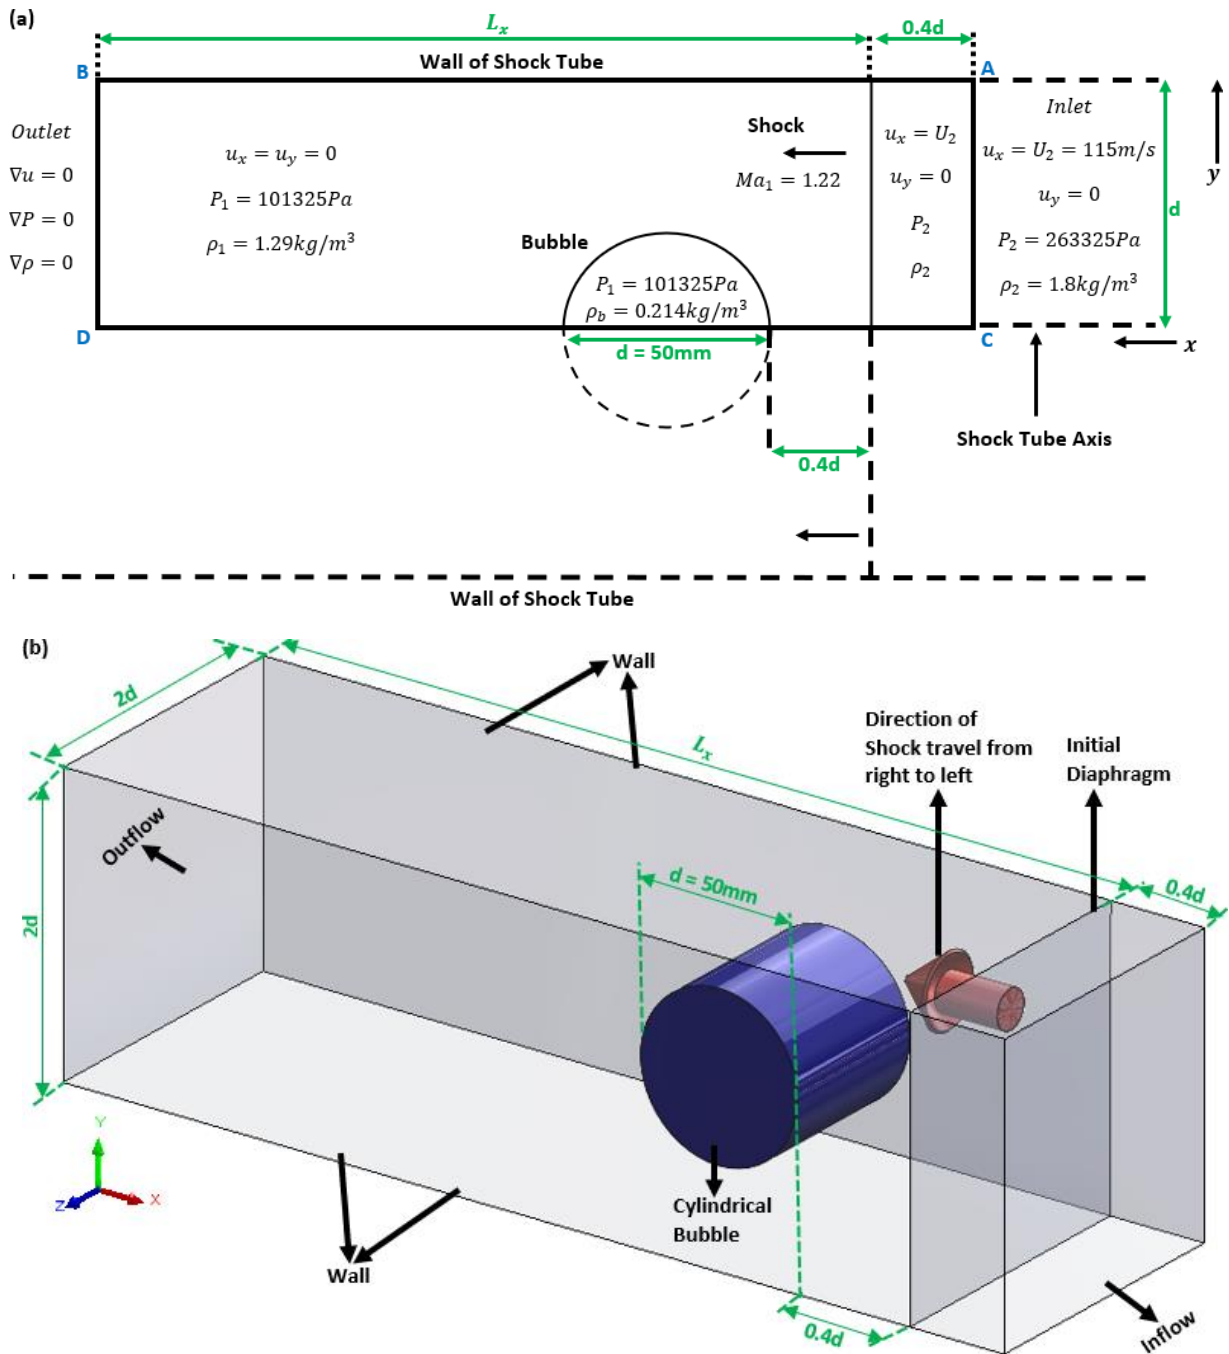 (a)
L_x
0.4d
Wall of Shock Tube
B
A
Outlet
∇u = 0
∇P = 0
∇ρ = 0
u_x = u_y = 0
P_1 = 101325Pa
ρ_1 = 1.29kg/m^3
Shock
Ma_1 = 1.22
u_x = U_2
u_y = 0
P_2
ρ_2
Inlet
u_x = U_2 = 115m/s
u_y = 0
P_2 = 263325Pa
ρ_2 = 1.8kg/m^3
d
y
Bubble
P_1 = 101325Pa
ρ_b = 0.214kg/m^3
D
C
d = 50mm
x
0.4d
Shock Tube Axis
Wall of Shock Tube
(b)
Wall
2d
L_x
Direction of
Shock travel from
right to left
Initial
Diaphragm
Outflow
d = 50mm
0.4d
2d
Y
Z
X
Cylindrical
Bubble
Wall
0.4d
Inflow